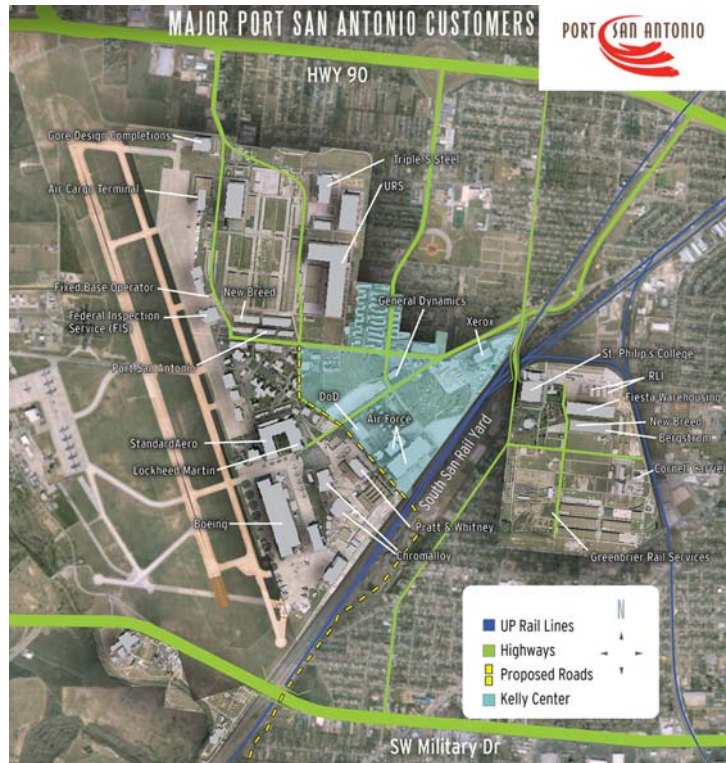 MAJOR PORT SAN ANTONIO CUSTOMERS
PORT SAN ANTONIO
HWY 90
Gore Design Completions
Triple-S Steel
Air Cargo Terminal
URS
Fixed Base Operator
New Breed
General Dynamics
Federal Inspection
Service (FIS)
Xerox
Port San Antonio
St. Philip's College
RLI
DoD
Fiesta Warehousing
Air Force
New Breed
StandardAero
Bergstrom
Lockheed Martin
Cornell Carrier
South San Rail Yard
Boeing
Pratt & Whitney
Chromalloy
Greenbrier Rail Services
N
UP Rail Lines
Highways
Proposed Roads
Kelly Center
SW Military Dr